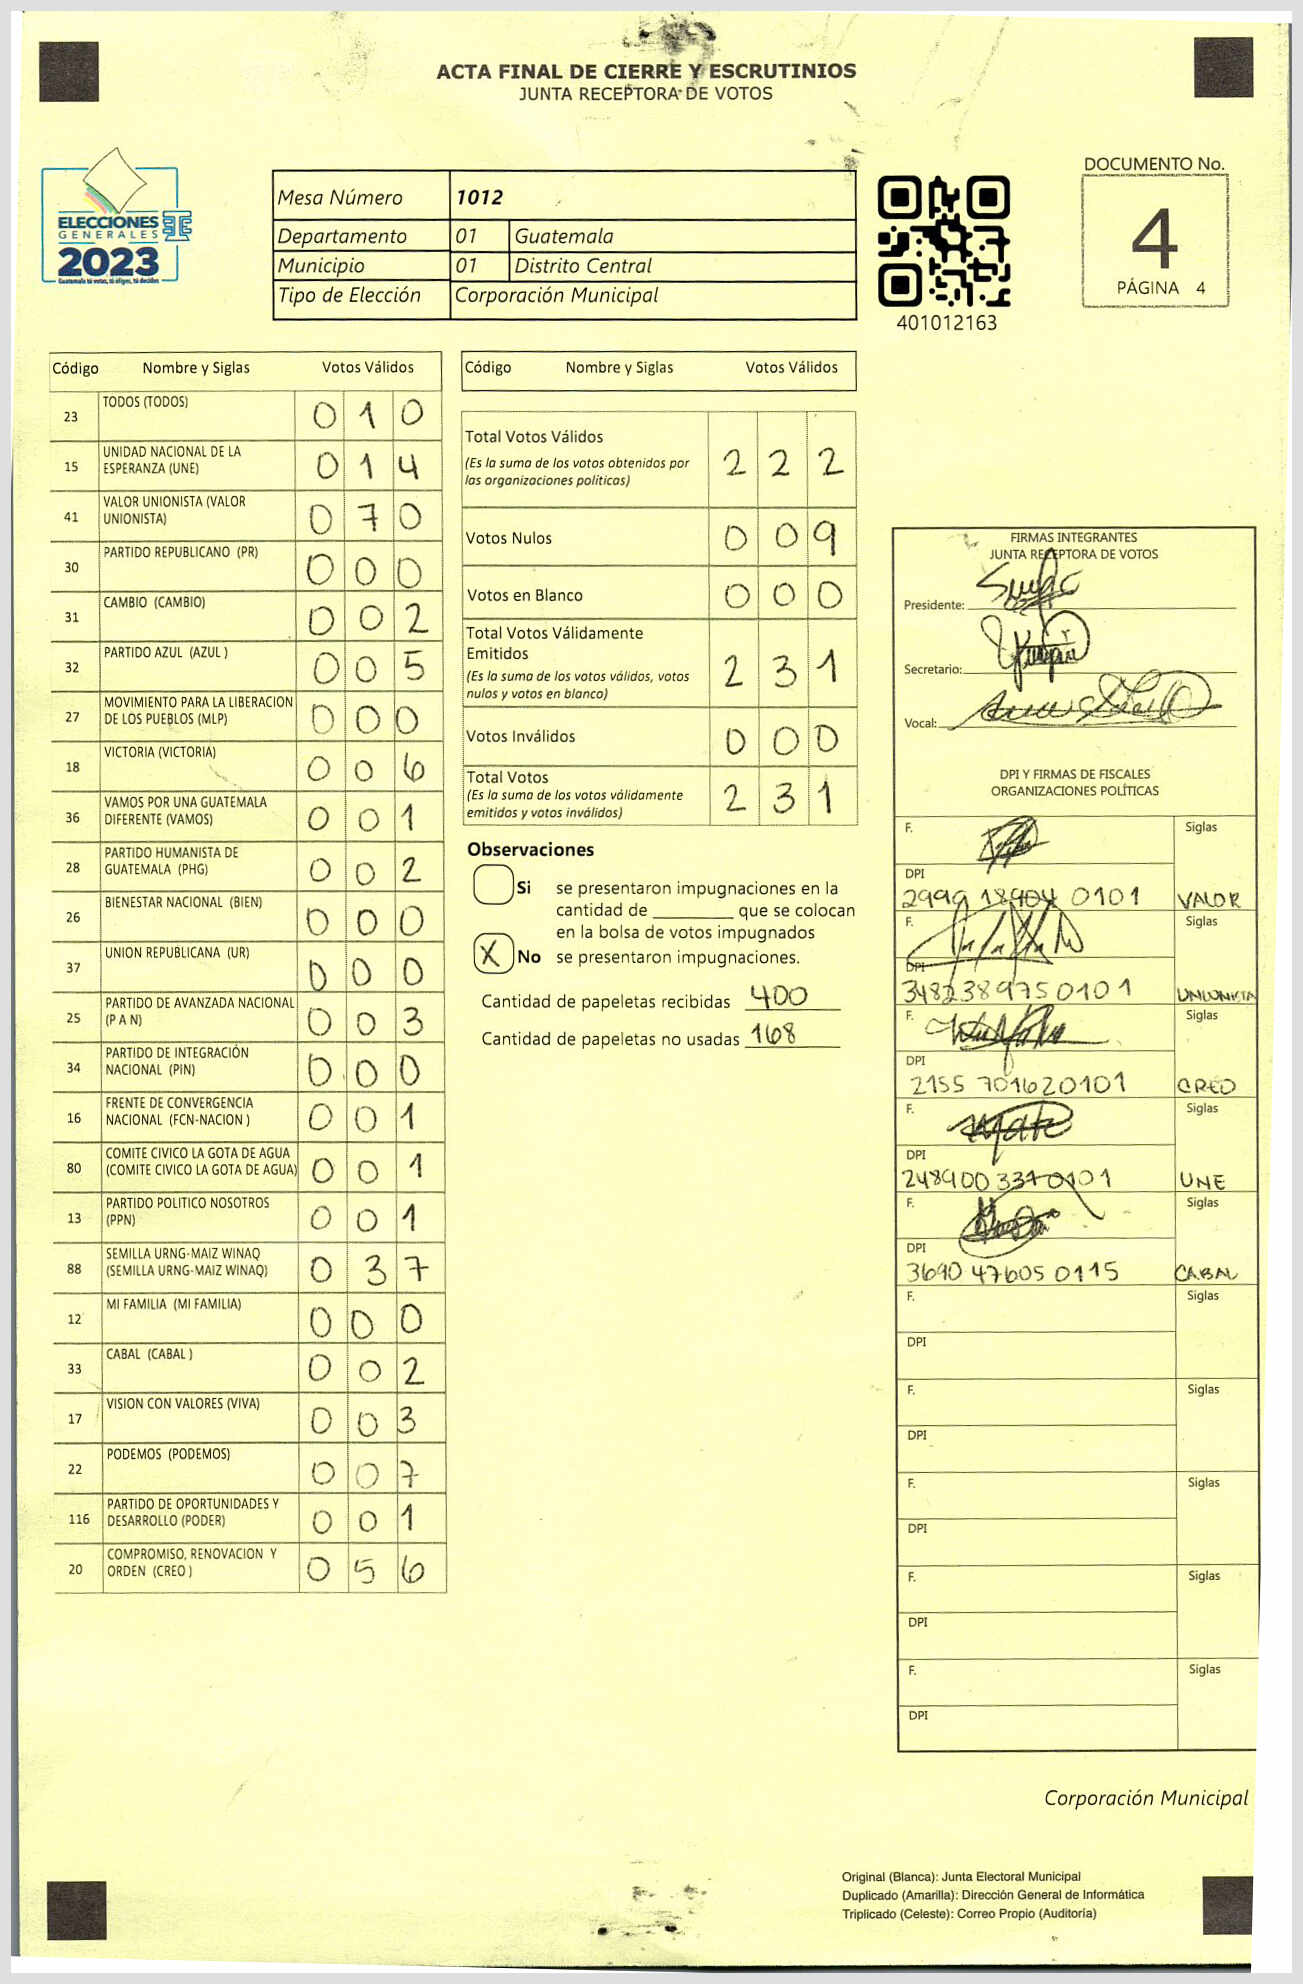 ACTA FINAL DE CIERRE Y ESCRUTINIOS
JUNTA RECEPTORA DE VOTOS
ELECCIONES
GENERALES
2023
Guatemala tú votas, tú eliges, tú decides
Mesa Número 1012
Departamento 01 Guatemala
Municipio 01 Distrito Central
Tipo de Elección Corporación Municipal
401012163
DOCUMENTO No.
4
PÁGINA 4
Código Nombre y Siglas Votos Válidos
23 TODOS (TODOS) 0 1 0
15 UNIDAD NACIONAL DE LA
ESPERANZA (UNE) 0 1 4
41 VALOR UNIONISTA (VALOR
UNIONISTA) 0 7 0
30 PARTIDO REPUBLICANO (PR) 0 0 0
31 CAMBIO (CAMBIO) 0 0 2
32 PARTIDO AZUL (AZUL ) 0 0 5
27 MOVIMIENTO PARA LA LIBERACION
DE LOS PUEBLOS (MLP) 0 0 0
18 VICTORIA (VICTORIA) 0 0 6
36 VAMOS POR UNA GUATEMALA
DIFERENTE (VAMOS) 0 0 1
28 PARTIDO HUMANISTA DE
GUATEMALA (PHG) 0 0 2
26 BIENESTAR NACIONAL (BIEN) 0 0 0
37 UNION REPUBLICANA (UR) 0 0 0
25 PARTIDO DE AVANZADA NACIONAL
(P A N) 0 0 3
34 PARTIDO DE INTEGRACIÓN
NACIONAL (PIN) 0 0 0
16 FRENTE DE CONVERGENCIA
NACIONAL (FCN-NACION ) 0 0 1
80 COMITE CIVICO LA GOTA DE AGUA
(COMITE CIVICO LA GOTA DE AGUA) 0 0 1
13 PARTIDO POLITICO NOSOTROS
(PPN) 0 0 1
88 SEMILLA URNG-MAIZ WINAQ
(SEMILLA URNG-MAIZ WINAQ) 0 3 7
12 MI FAMILIA (MI FAMILIA) 0 0 0
33 CABAL (CABAL ) 0 0 2
17 VISION CON VALORES (VIVA) 0 0 3
22 PODEMOS (PODEMOS) 0 0 7
116 PARTIDO DE OPORTUNIDADES Y
DESARROLLO (PODER) 0 0 1
20 COMPROMISO, RENOVACION Y
ORDEN (CREO ) 0 5 6
Código Nombre y Siglas Votos Válidos
Total Votos Válidos
(Es la suma de los votos obtenidos por
las organizaciones políticas) 2 2 2
Votos Nulos 0 0 9
Votos en Blanco 0 0 0
Total Votos Válidamente
Emitidos
(Es la suma de los votos válidos, votos
nulos y votos en blanco) 2 3 1
Votos Inválidos 0 0 0
Total Votos
(Es la suma de los votos válidamente
emitidos y votos inválidos) 2 3 1
Observaciones
Si se presentaron impugnaciones en la
cantidad de ________ que se colocan
en la bolsa de votos impugnados
X No se presentaron impugnaciones.
Cantidad de papeletas recibidas 400
Cantidad de papeletas no usadas 168
FIRMAS INTEGRANTES
JUNTA RECEPTORA DE VOTOS
Presidente:
Secretario:
Vocal:
DPI Y FIRMAS DE FISCALES
ORGANIZACIONES POLÍTICAS
F. Siglas
DPI
2999 18904 0101 VALOR
F. Siglas
DPI
3482389750101 UNIONISTA
F. Siglas
DPI
2155 701620101 CREO
F. Siglas
DPI
248900 3370101 UNE
F. Siglas
DPI
3690 47605 0115 CABAL
F. Siglas
DPI
F. Siglas
DPI
F. Siglas
DPI
F. Siglas
DPI
F. Siglas
DPI
Corporación Municipal
Original (Blanca): Junta Electoral Municipal
Duplicado (Amarilla): Dirección General de Informática
Triplicado (Celeste): Correo Propio (Auditoría)